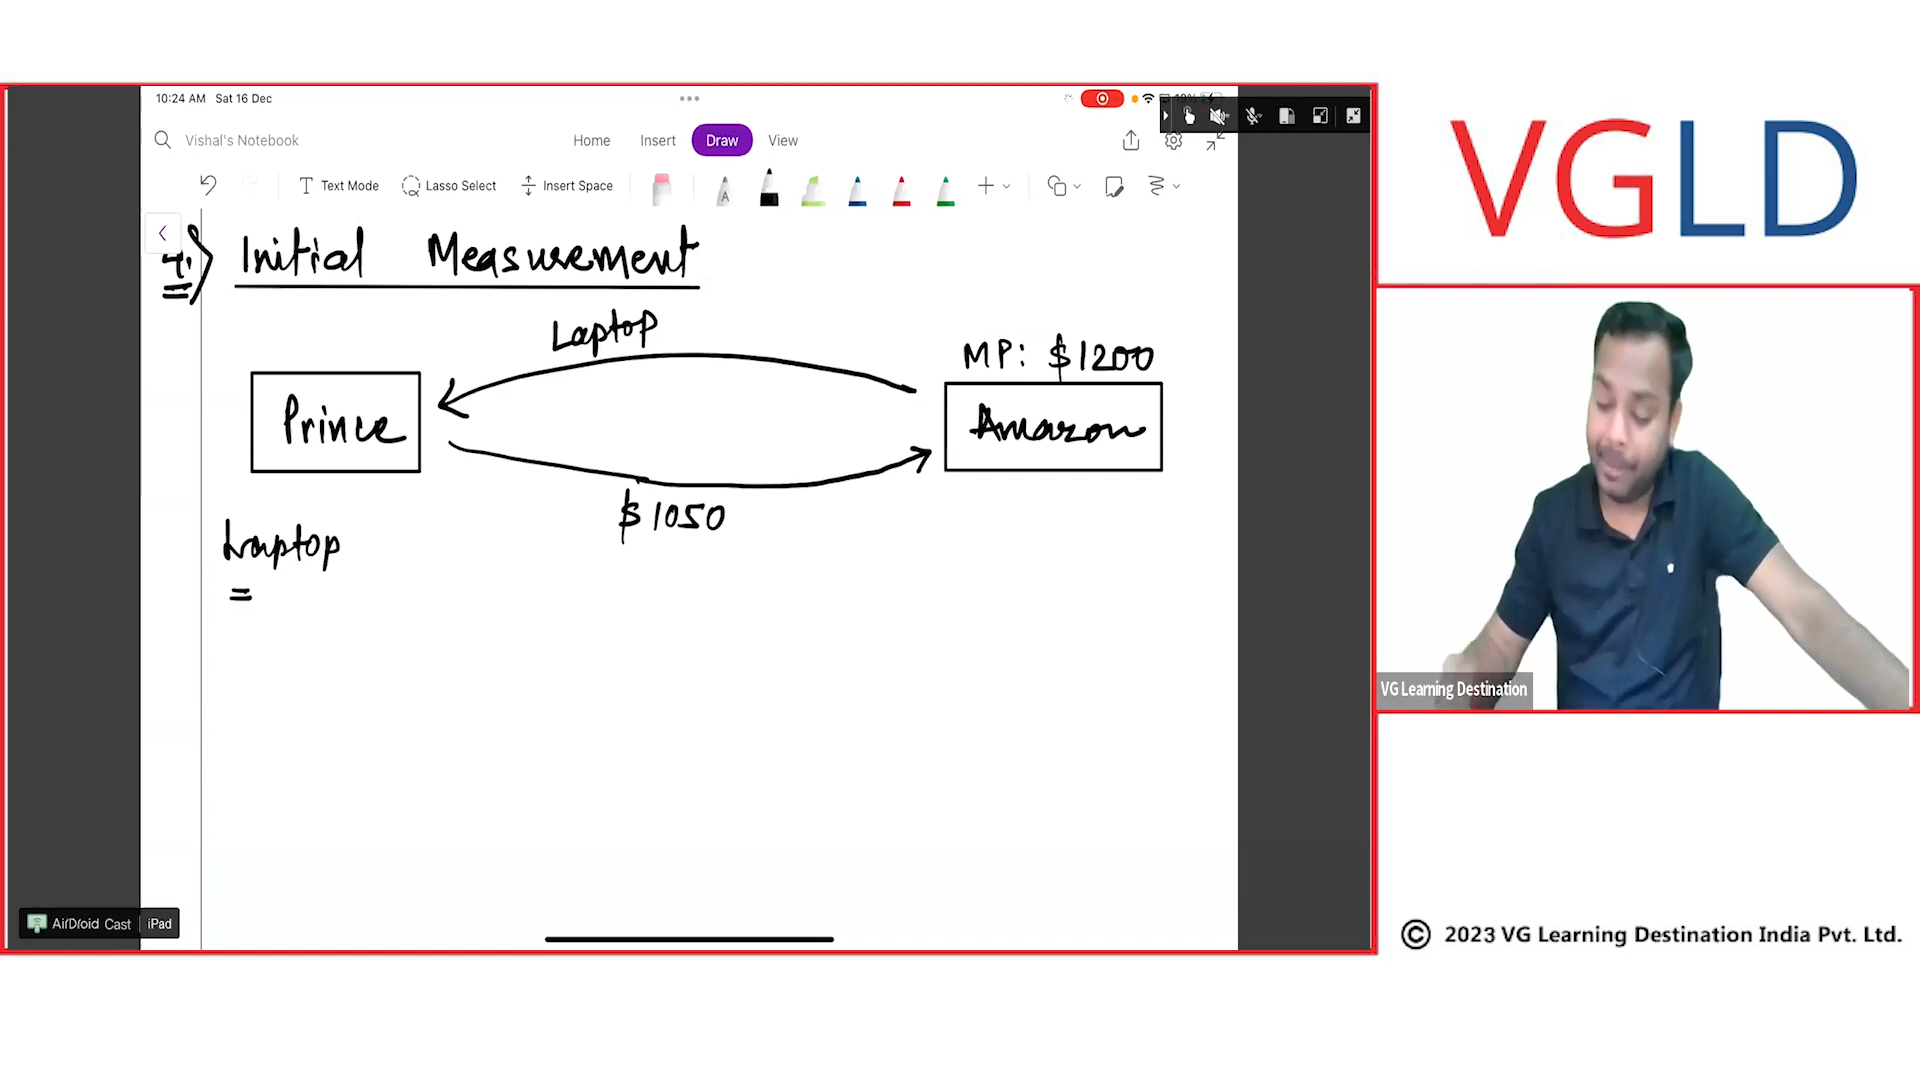 10:24 AM Sat 16 Dec
19%
Vishal's Notebook
Home Insert Draw View
Text Mode Lasso Select Insert Space
4.) Initial Measurement
Laptop
MP: $1200
Prince
Amazon
$1050
Laptop
=
VGLD
VG Learning Destination
AirDroid Cast iPad
© 2023 VG Learning Destination India Pvt. Ltd.